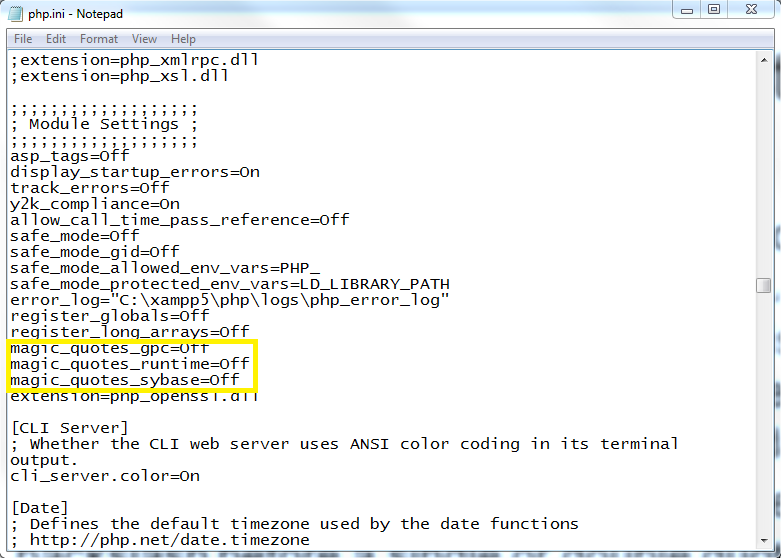 php.ini - Notepad
File Edit Format View Help
;extension=php_xmlrpc.dll
;extension=php_xsl.dll
;;;;;;;;;;;;;;;;;;;
; Module Settings ;
;;;;;;;;;;;;;;;;;;;
asp_tags=Off
display_startup_errors=On
track_errors=Off
y2k_compliance=On
allow_call_time_pass_reference=Off
safe_mode=Off
safe_mode_gid=Off
safe_mode_allowed_env_vars=PHP_
safe_mode_protected_env_vars=LD_LIBRARY_PATH
error_log="C:\xampp5\php\logs\php_error_log"
register_globals=Off
register_long_arrays=Off
magic_quotes_gpc=Off
magic_quotes_runtime=Off
magic_quotes_sybase=Off
extension=php_openssl.dll
[CLI Server]
; Whether the CLI web server uses ANSI color coding in its terminal
output.
cli_server.color=On
[Date]
; Defines the default timezone used by the date functions
; http://php.net/date.timezone